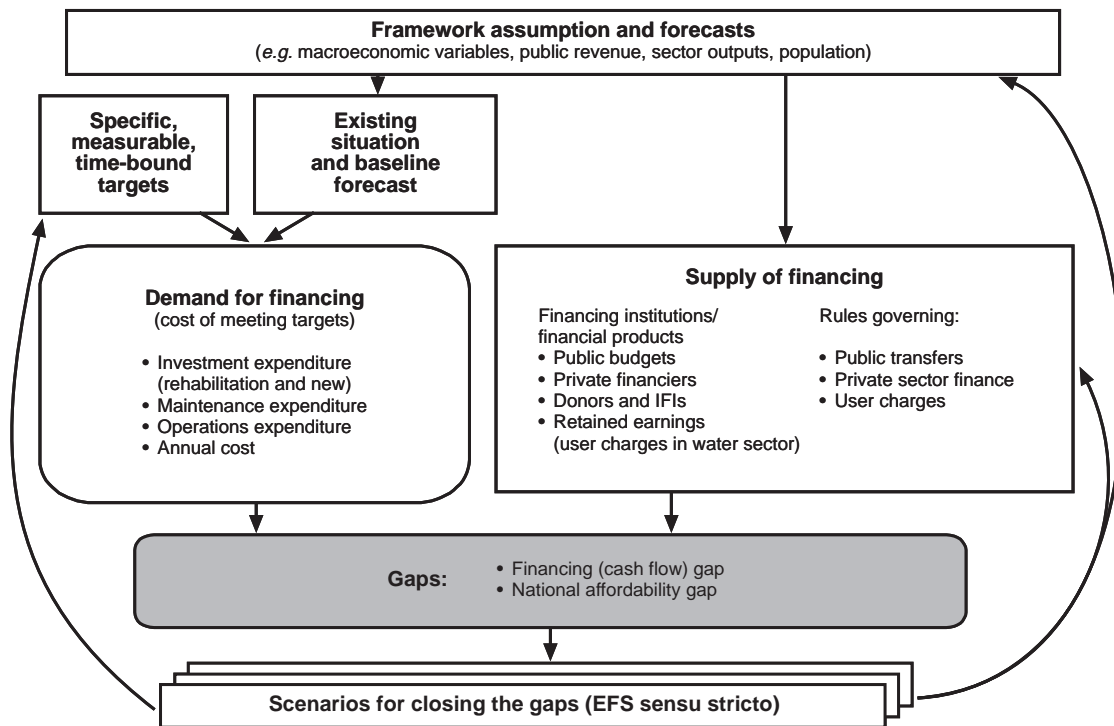 Framework assumption and forecasts
(e.g. macroeconomic variables, public revenue, sector outputs, population)
Specific,
measurable,
time-bound
targets
Existing
situation
and baseline
forecast
Demand for financing
(cost of meeting targets)
• Investment expenditure
(rehabilitation and new)
• Maintenance expenditure
• Operations expenditure
• Annual cost
Supply of financing
Financing institutions/
financial products
• Public budgets
• Private financiers
• Donors and IFIs
• Retained earnings
(user charges in water sector)
Rules governing:
• Public transfers
• Private sector finance
• User charges
Gaps:
• Financing (cash flow) gap
• National affordability gap
Scenarios for closing the gaps (EFS sensu stricto)